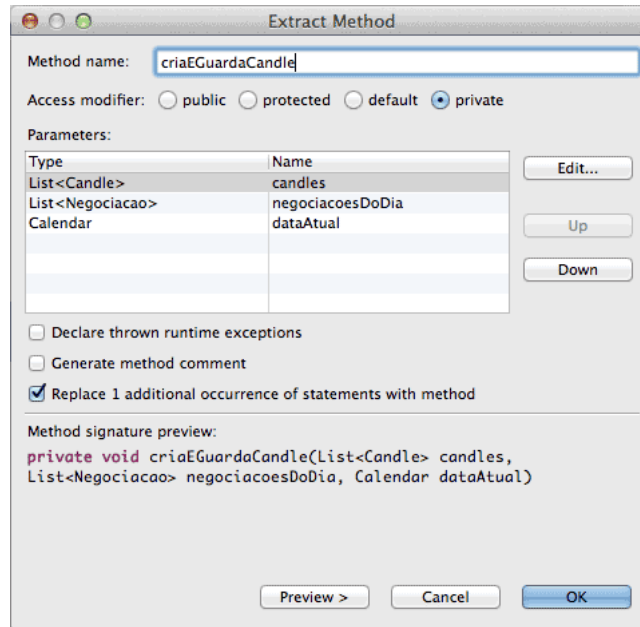 Extract Method
Method name: criaEGuardaCandle
Access modifier: public protected default private
Parameters:
Type Name
List<Candle> candles
List<Negociacao> negociacoesDoDia
Calendar dataAtual
Edit...
Up
Down
Declare thrown runtime exceptions
Generate method comment
Replace 1 additional occurrence of statements with method
Method signature preview:
private void criaEGuardaCandle(List<Candle> candles,
List<Negociacao> negociacoesDoDia, Calendar dataAtual)
Preview > Cancel OK